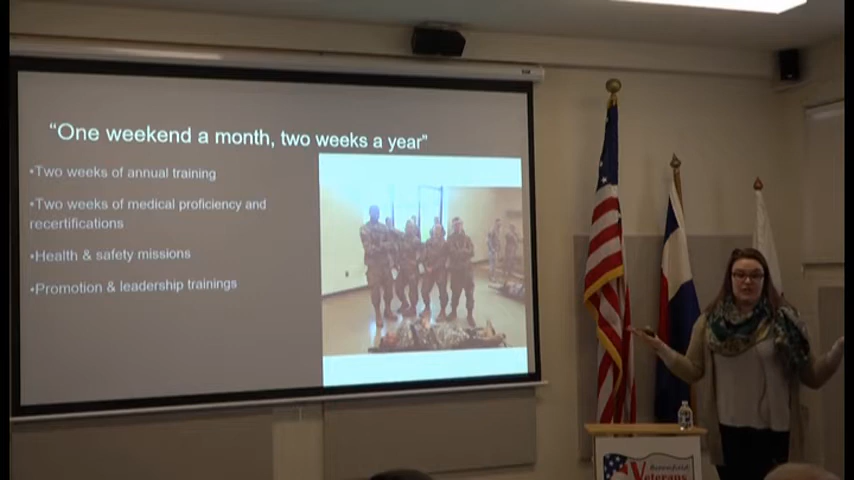 “One weekend a month, two weeks a year”
•Two weeks of annual training
•Two weeks of medical proficiency and
recertifications
•Health & safety missions
•Promotion & leadership trainings
Broomfield
Veterans